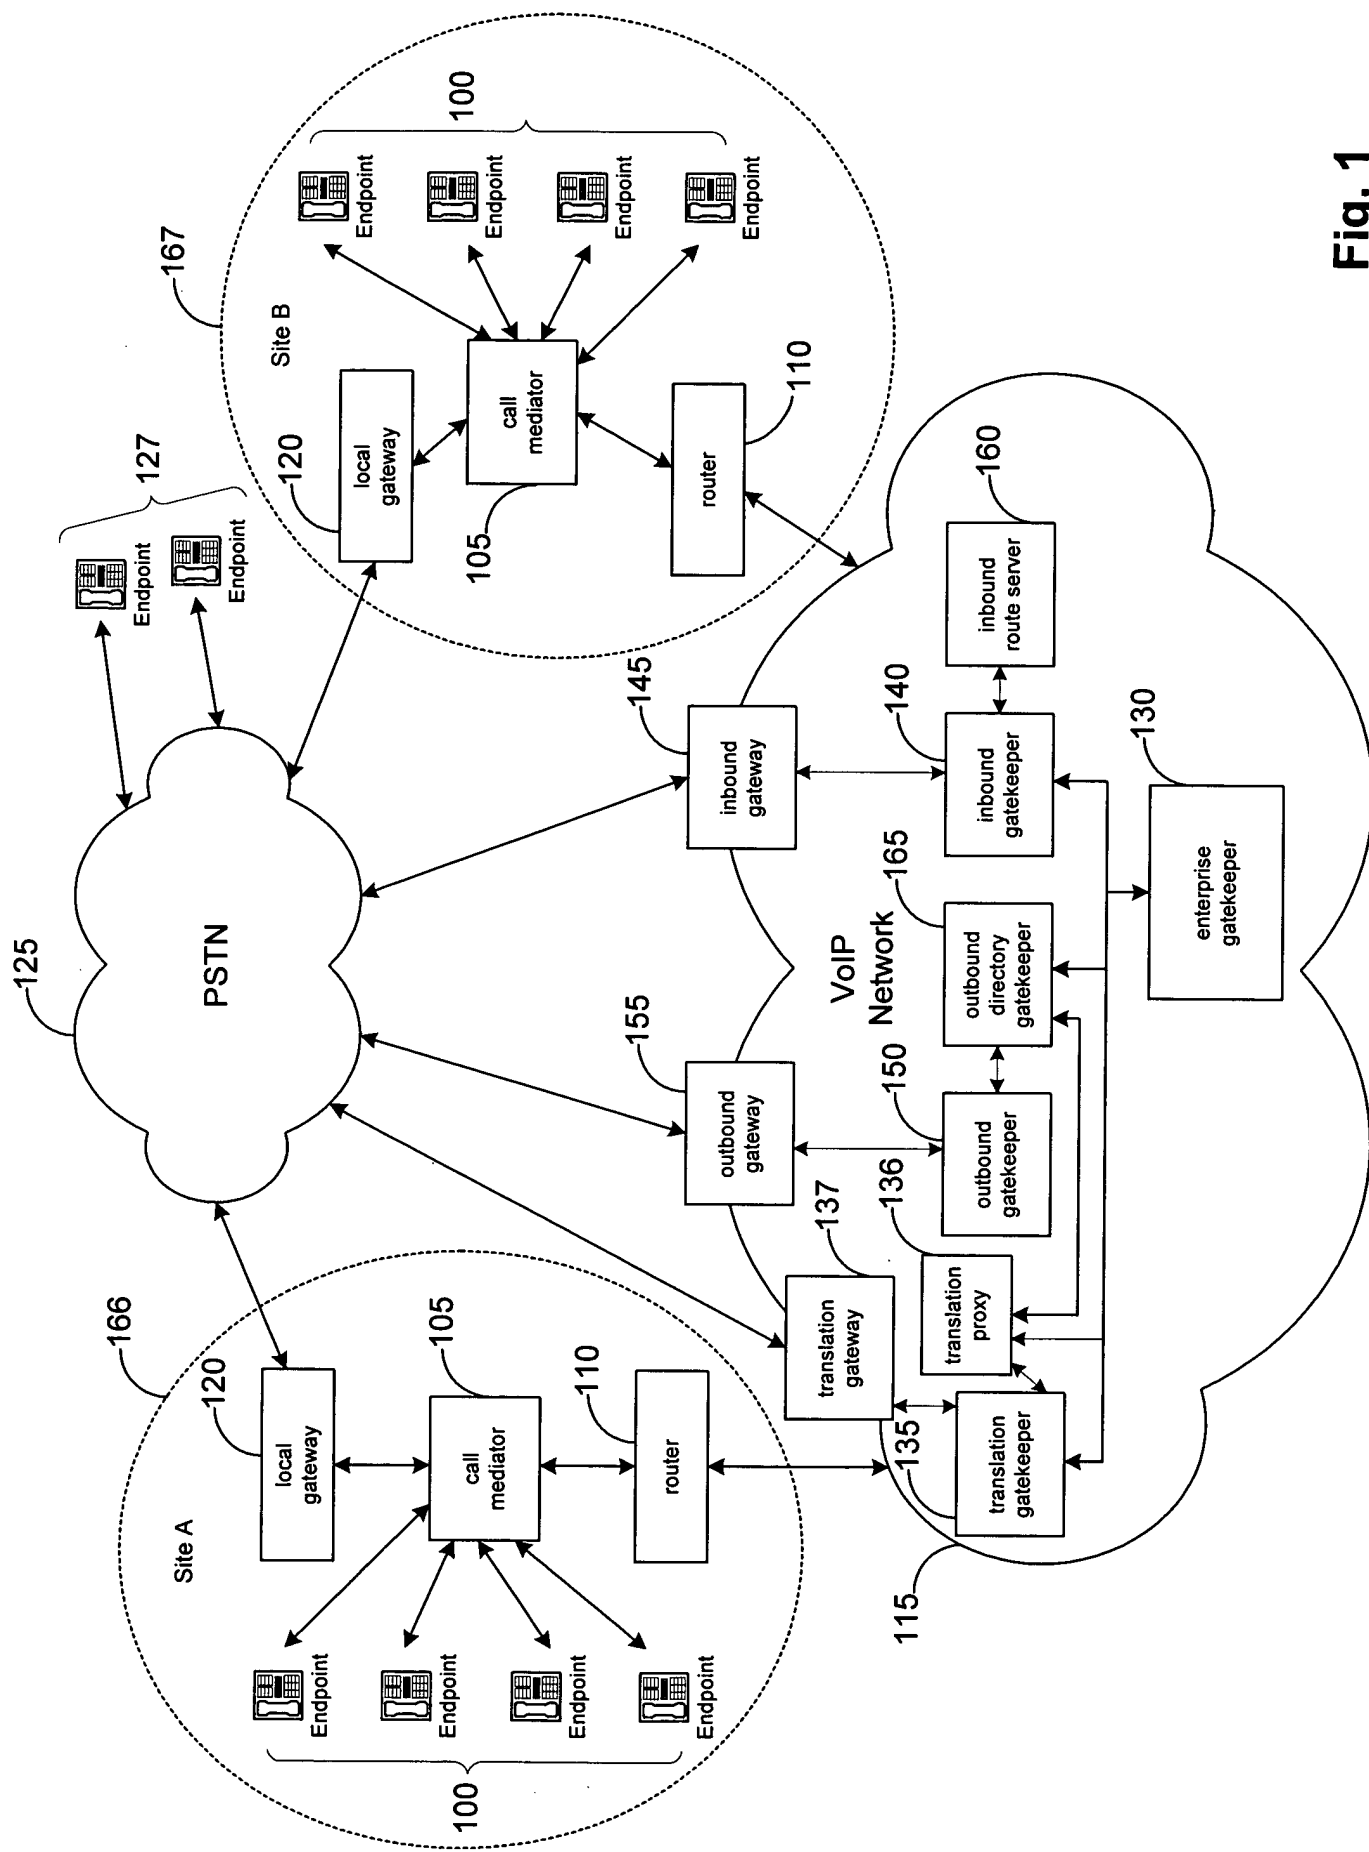 125
PSTN
127
Endpoint
Endpoint
166
Site A
120
local
gateway
105
call
mediator
110
router
Endpoint
Endpoint
Endpoint
Endpoint
100
167
Site B
120
local
gateway
105
call
mediator
110
router
Endpoint
Endpoint
Endpoint
Endpoint
100
137
translation
gateway
155
outbound
gateway
145
inbound
gateway
VoIP
Network
115
135
translation
gatekeeper
136
translation
proxy
150
outbound
gatekeeper
165
outbound
directory
gatekeeper
140
inbound
gatekeeper
160
inbound
route server
130
enterprise
gatekeeper
Fig. 1